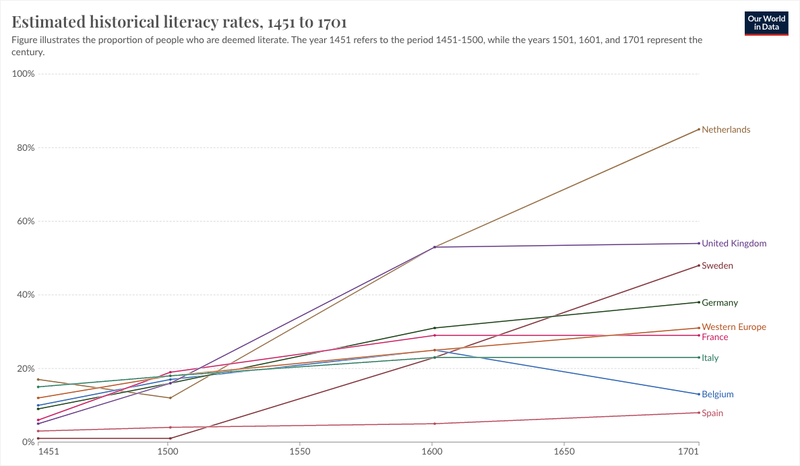 Estimated historical literacy rates, 1451 to 1701
Our World
in Data
Figure illustrates the proportion of people who are deemed literate. The year 1451 refers to the period 1451-1500, while the years 1501, 1601, and 1701 represent the
century.
100%
80%
60%
40%
20%
0%
Netherlands
United Kingdom
Sweden
Germany
Western Europe
France
Italy
Belgium
Spain
1451
1500
1550
1600
1650
1701